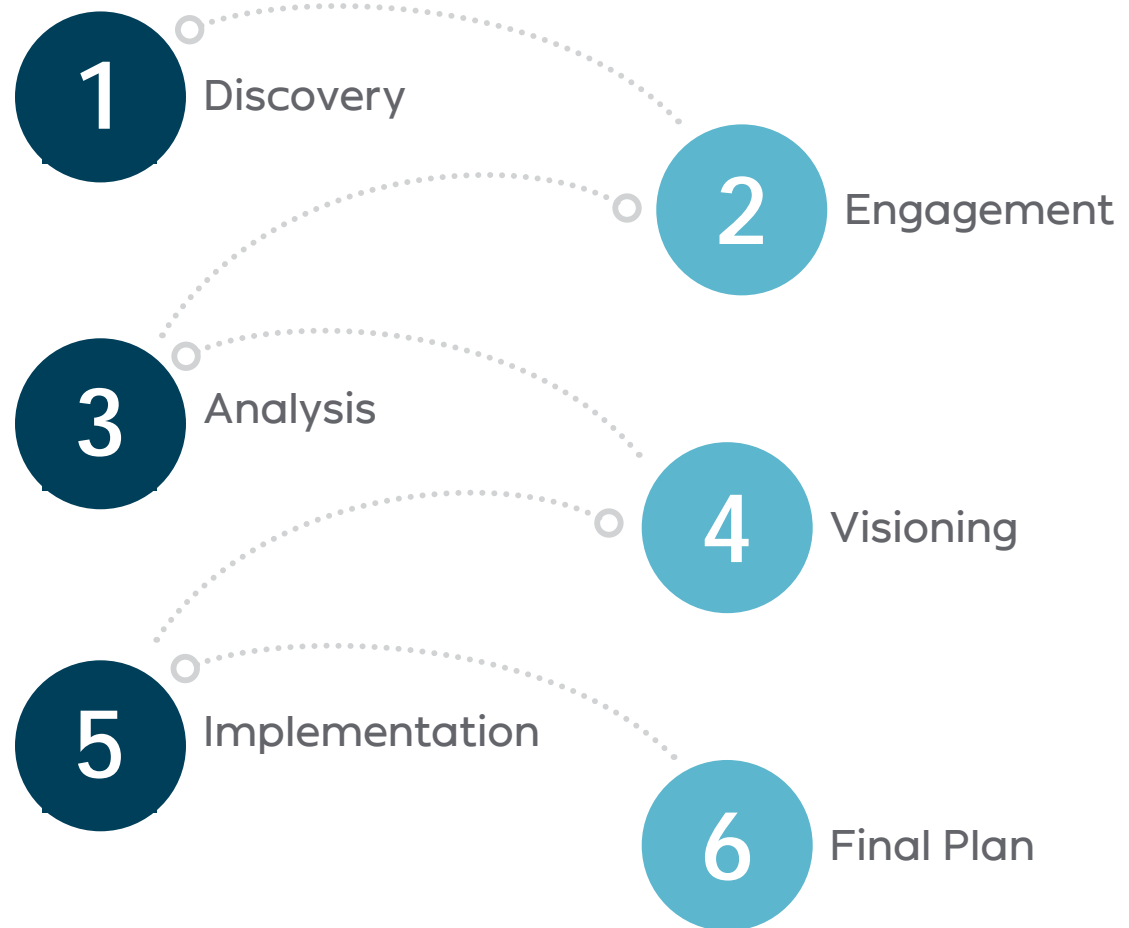 1
Discovery
2
Engagement
3
Analysis
4
Visioning
5
Implementation
6
Final Plan